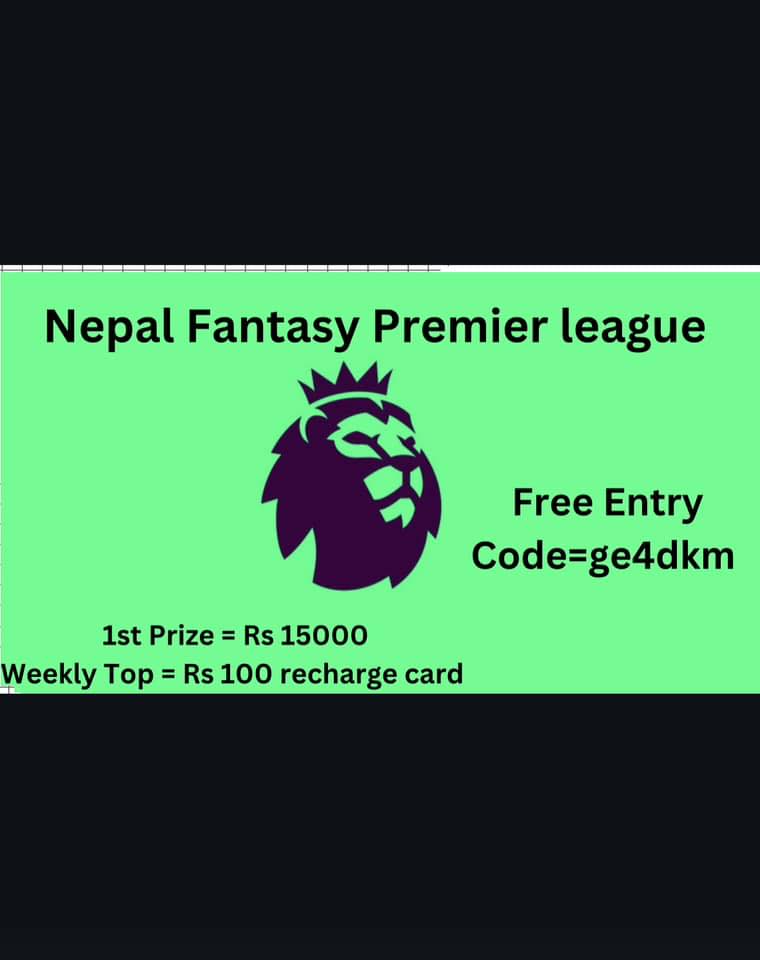 Nepal Fantasy Premier league
Free Entry
Code=ge4dkm
1st Prize = Rs 15000
Weekly Top = Rs 100 recharge card